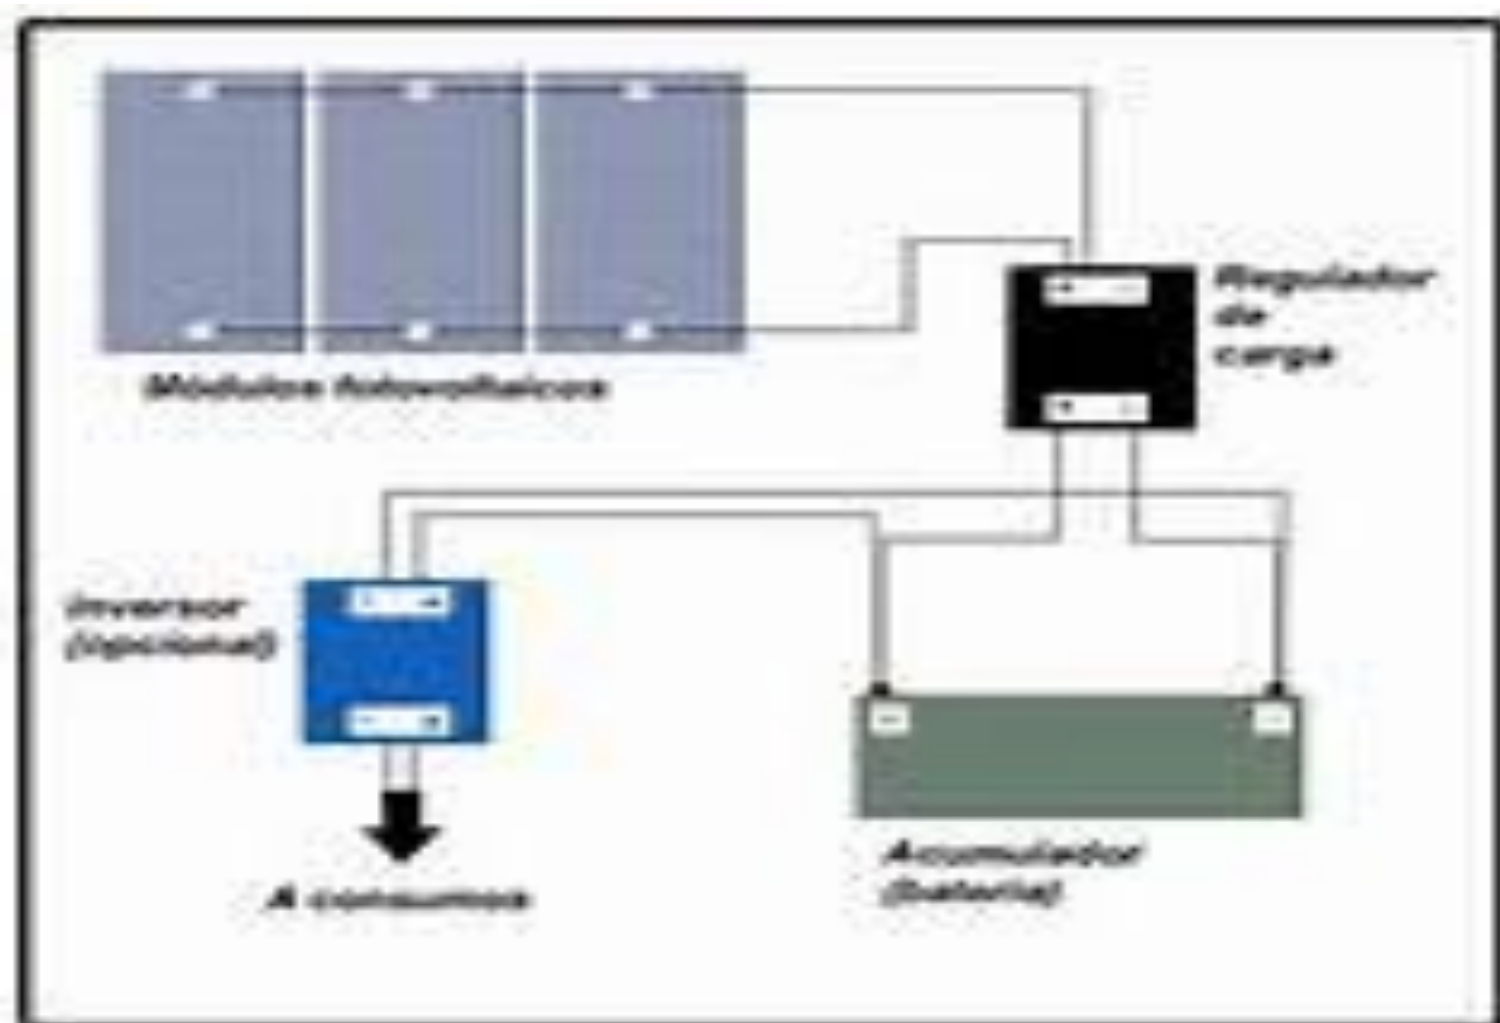 Módulos fotovoltaicos
Regulador
de
carga
Inversor
(opcional)
A consumos
Acumulador
(batería)